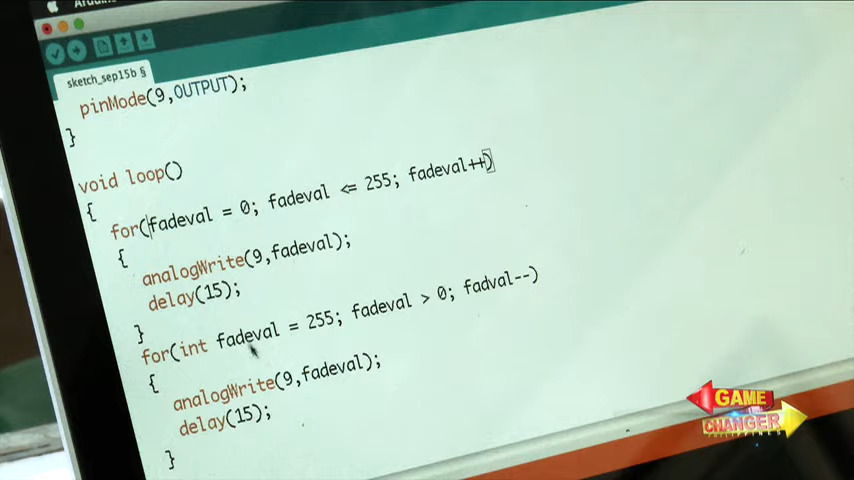 sketch_sep15b §
pinMode(9,OUTPUT);
}
void loop()
{
for(fadeval = 0; fadeval <= 255; fadeval++)
{
analogWrite(9,fadeval);
delay(15);
}
for(int fadeval = 255; fadeval > 0; fadval--)
{
analogWrite(9,fadeval);
delay(15);
}
GAME
CHANGER